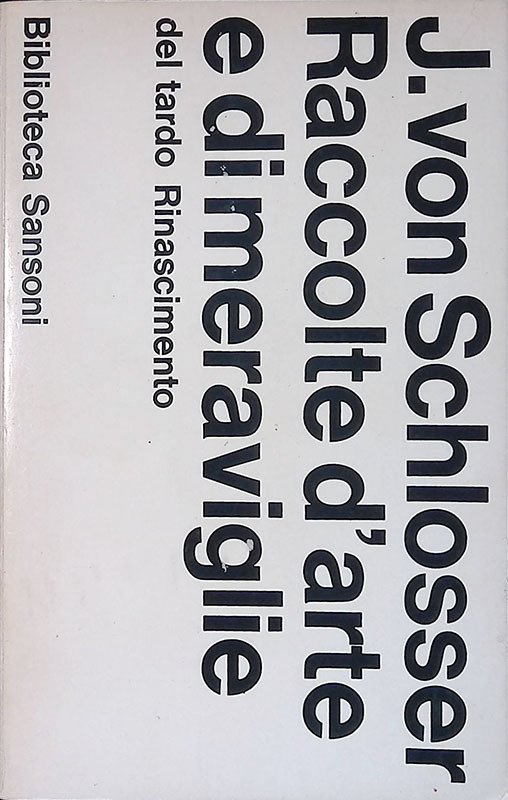 J. von Schlosser
Raccolte d'arte
e di meraviglie
del tardo Rinascimento
Biblioteca Sansoni